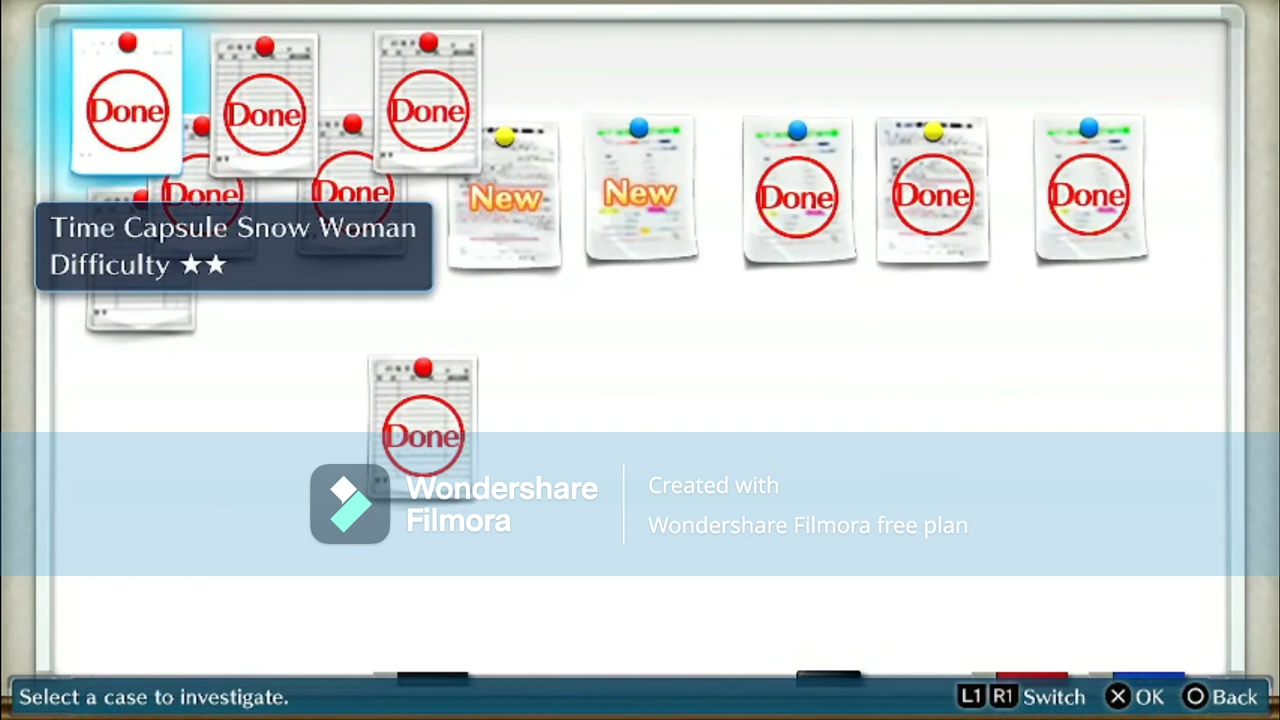 Done
Done
Done
Done
Done
New
New
Done
Done
Done
Time Capsule Snow Woman
Difficulty ★★
Done
Wondershare
Filmora
Created with
Wondershare Filmora free plan
Select a case to investigate.
L1 R1 Switch
OK
Back